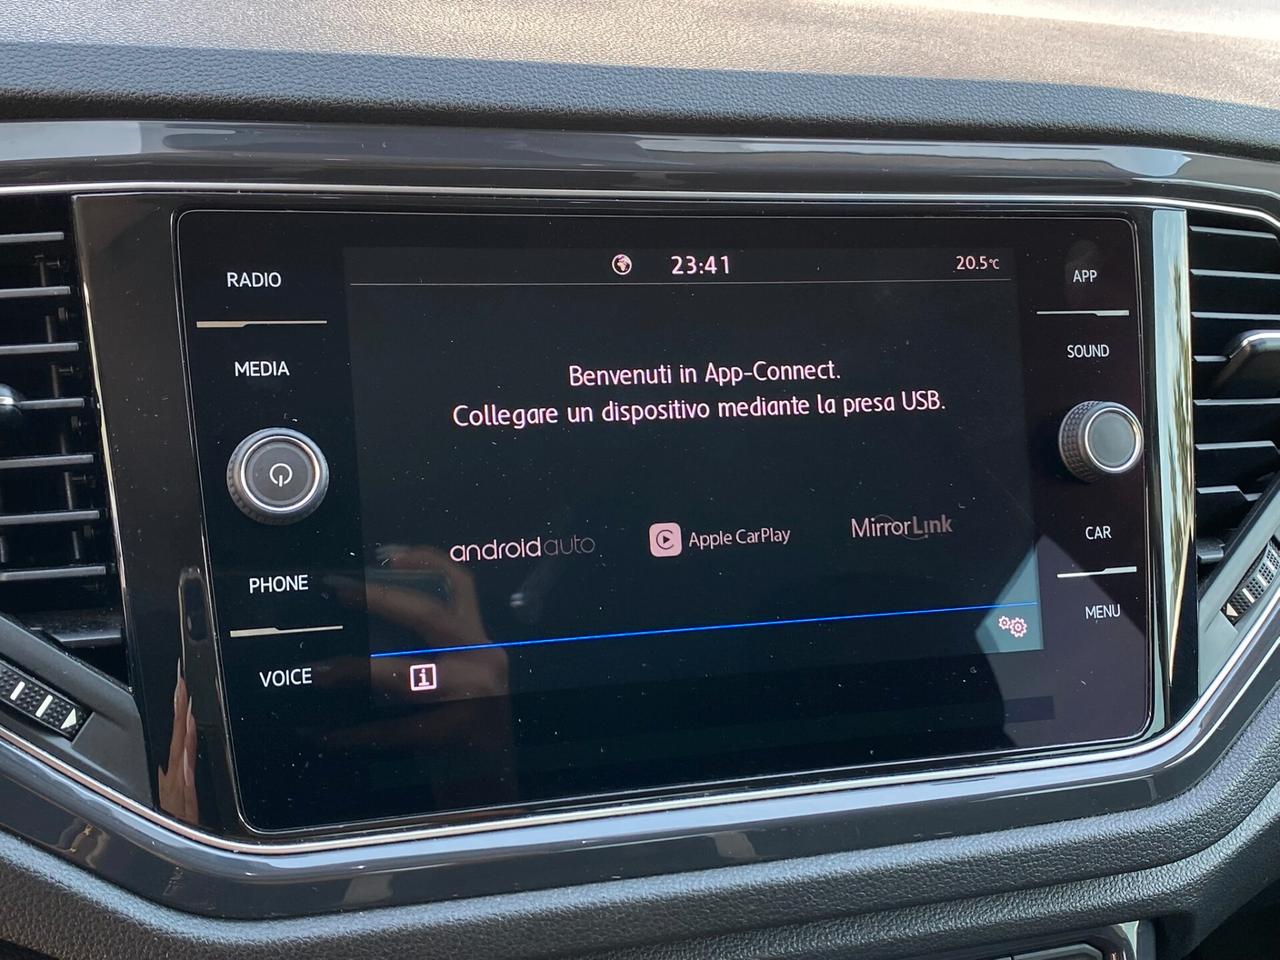 RADIO
MEDIA
PHONE
VOICE
23:41
20.5°C
Benvenuti in App-Connect.
Collegare un dispositivo mediante la presa USB.
androidauto
Apple CarPlay
MirrorLink
i
APP
SOUND
CAR
MENU